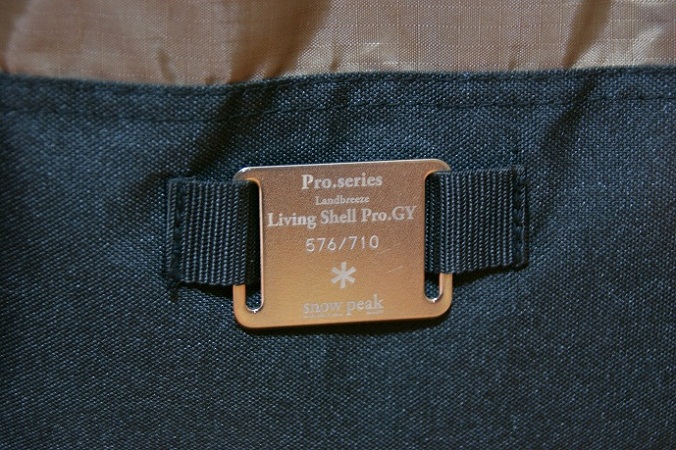 Pro.series
Landbreeze
Living Shell Pro.GY
576/710
snow peak